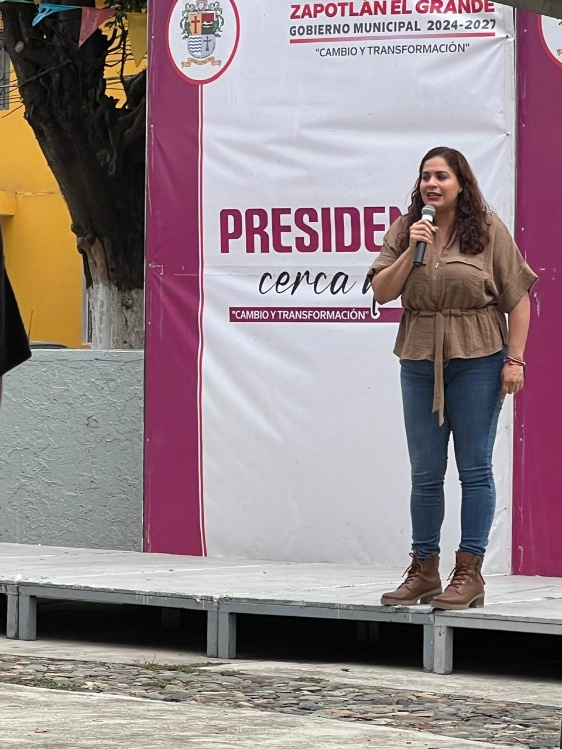 ZAPOTLÁN EL GRANDE
GOBIERNO MUNICIPAL 2024-2027
"CAMBIO Y TRANSFORMACIÓN"
PRESIDEN
cerca
"CAMBIO Y TRANSFORMACIÓN"